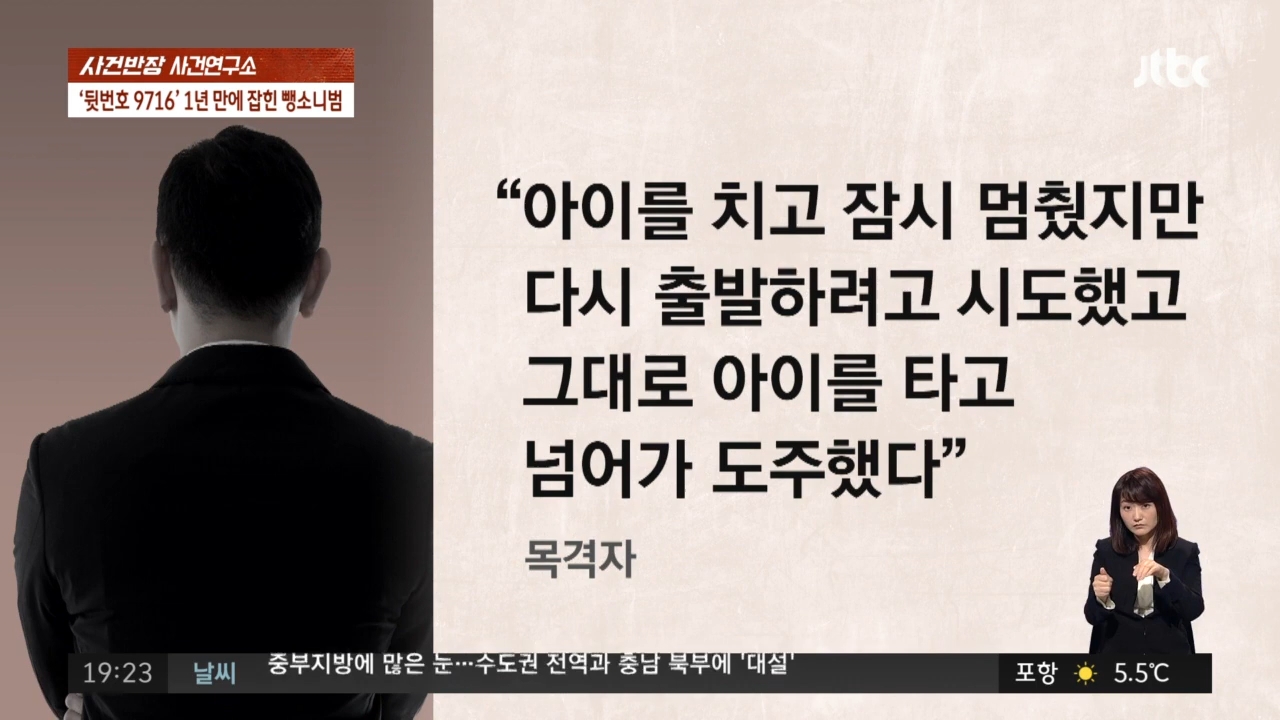 사건반장 사건연구소
‘뒷번호 9716’ 1년 만에 잡힌 뺑소니범
jtbc
“아이를 치고 잠시 멈췄지만
다시 출발하려고 시도했고
그대로 아이를 타고
넘어가 도주했다”
목격자
19:23 날씨 중부지방에 많은 눈…수도권 전역과 충남 북부에 '대설' 포항 5.5℃